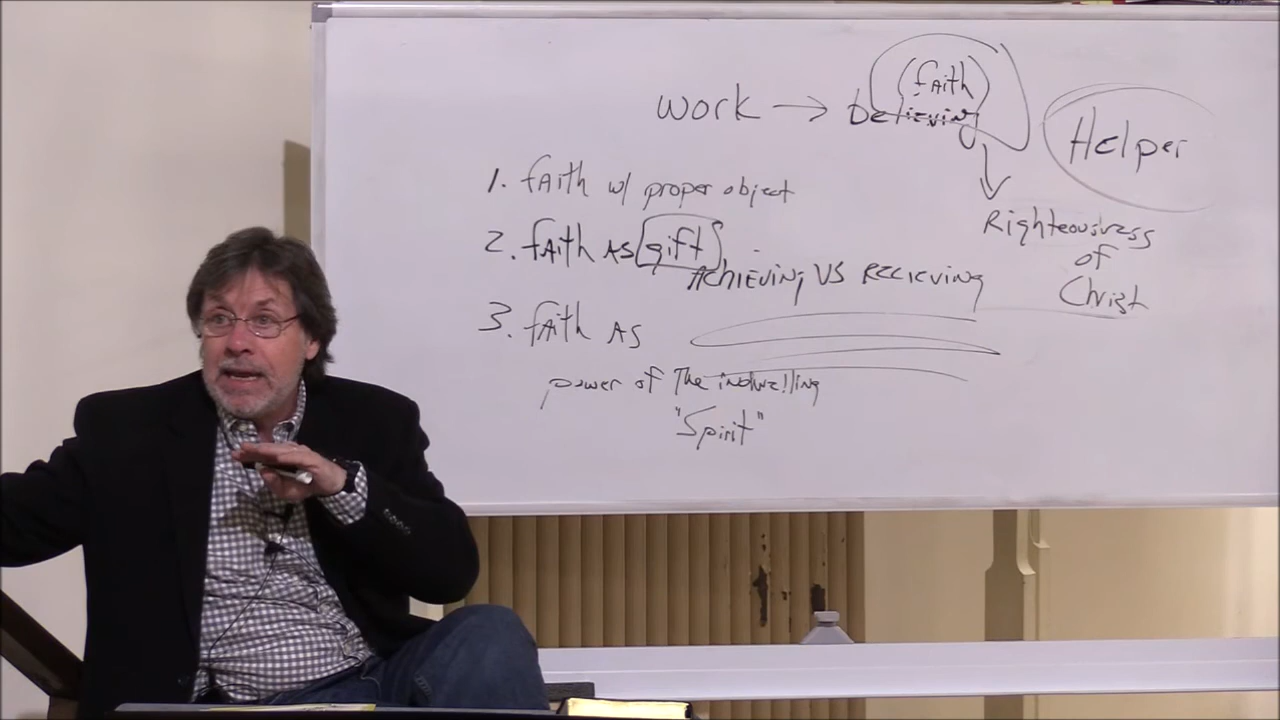 (faith)
work → believing
Helper
1. fAith w/ proper object
Righteousness
of
Christ
2. fAith AS gift,
AchiEVING VS RECIEVING
3. fAith AS
power of The indwelling
"Spirit"